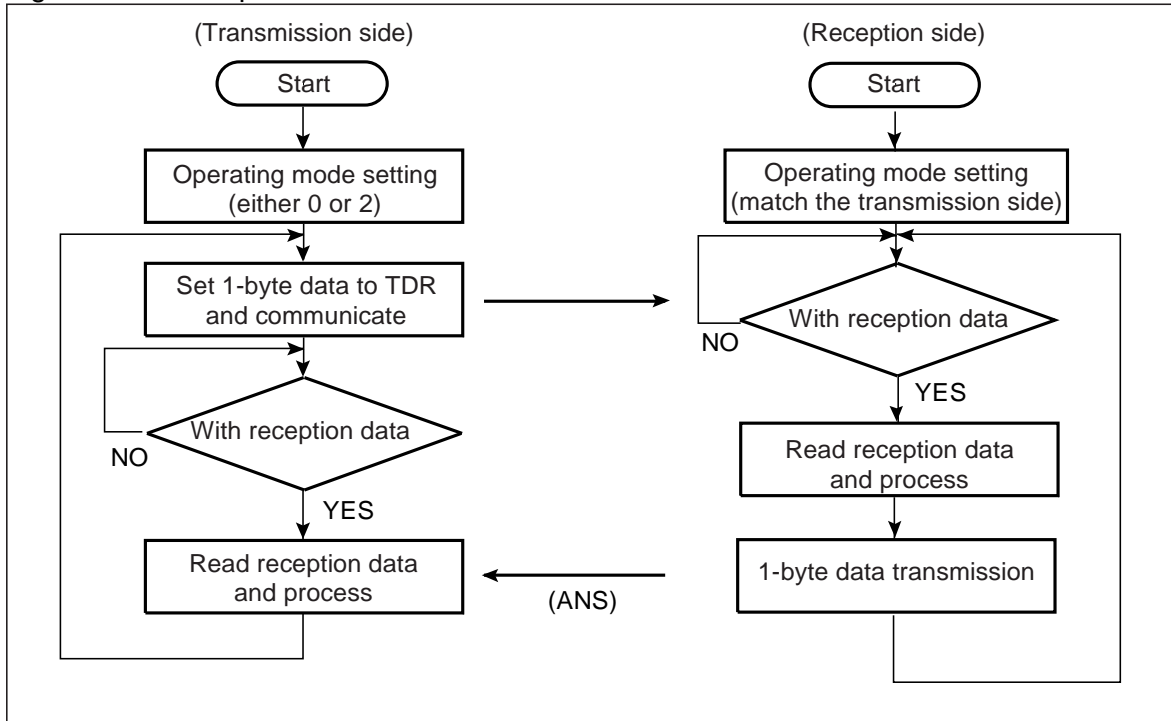 (Transmission side)
Start
Operating mode setting
(either 0 or 2)
Set 1-byte data to TDR
and communicate
With reception data
NO
YES
Read reception data
and process
(ANS)
(Reception side)
Start
Operating mode setting
(match the transmission side)
With reception data
NO
YES
Read reception data
and process
1-byte data transmission